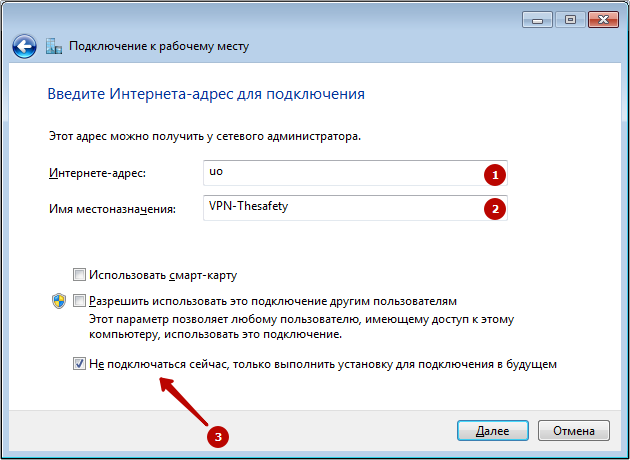 Подключение к рабочему месту
Введите Интернета-адрес для подключения
Этот адрес можно получить у сетевого администратора.
Интернете-адрес:
uo
1
Имя местоназначения:
VPN-Thesafety
2
Использовать смарт-карту
Разрешить использовать это подключение другим пользователям
Этот параметр позволяет любому пользователю, имеющему доступ к этому
компьютеру, использовать это подключение.
Не подключаться сейчас, только выполнить установку для подключения в будущем
3
Далее
Отмена